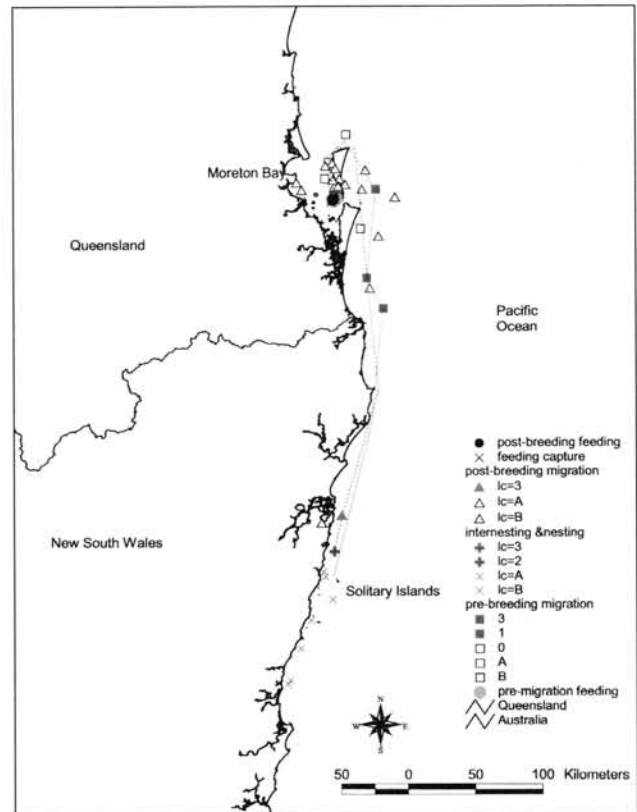 Moreton Bay
Queensland
Pacific
Ocean
New South Wales
Solitary Islands
post-breeding feeding
feeding capture
post-breeding migration
lc=3
lc=A
lc=B
internesting &nesting
lc=3
lc=2
lc=A
lc=B
pre-breeding migration
3
1
0
A
B
pre-migration feeding
Queensland
Australia
N
W E
S
50 0 50 100 Kilometers